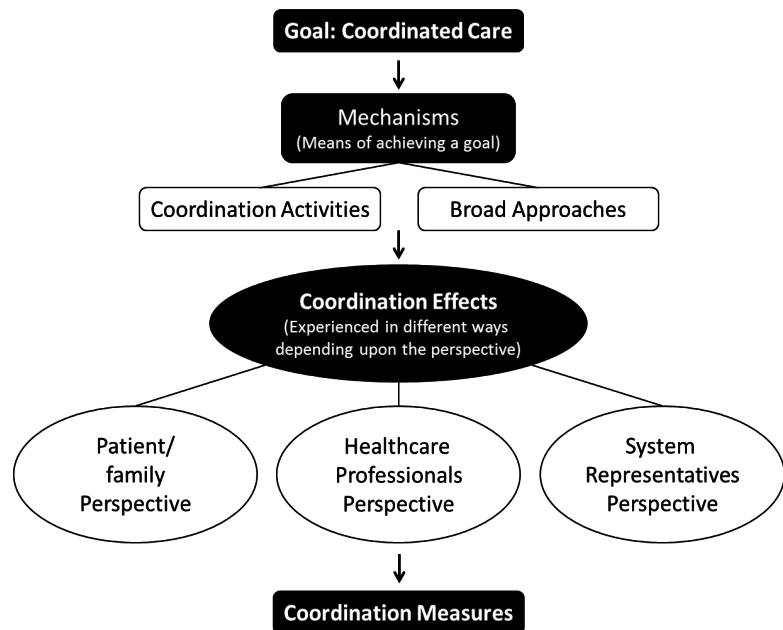 Goal: Coordinated Care
Mechanisms
(Means of achieving a goal)
Coordination Activities
Broad Approaches
Coordination Effects
(Experienced in different ways
depending upon the perspective)
Patient/
family
Perspective
Healthcare
Professionals
Perspective
System
Representatives
Perspective
Coordination Measures